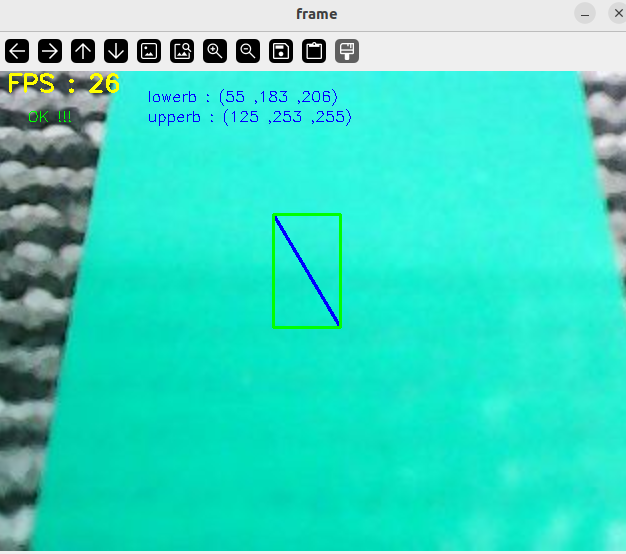 frame
FPS : 26
OK !!!
lowerb : (55 ,183 ,206)
upperb : (125 ,253 ,255)